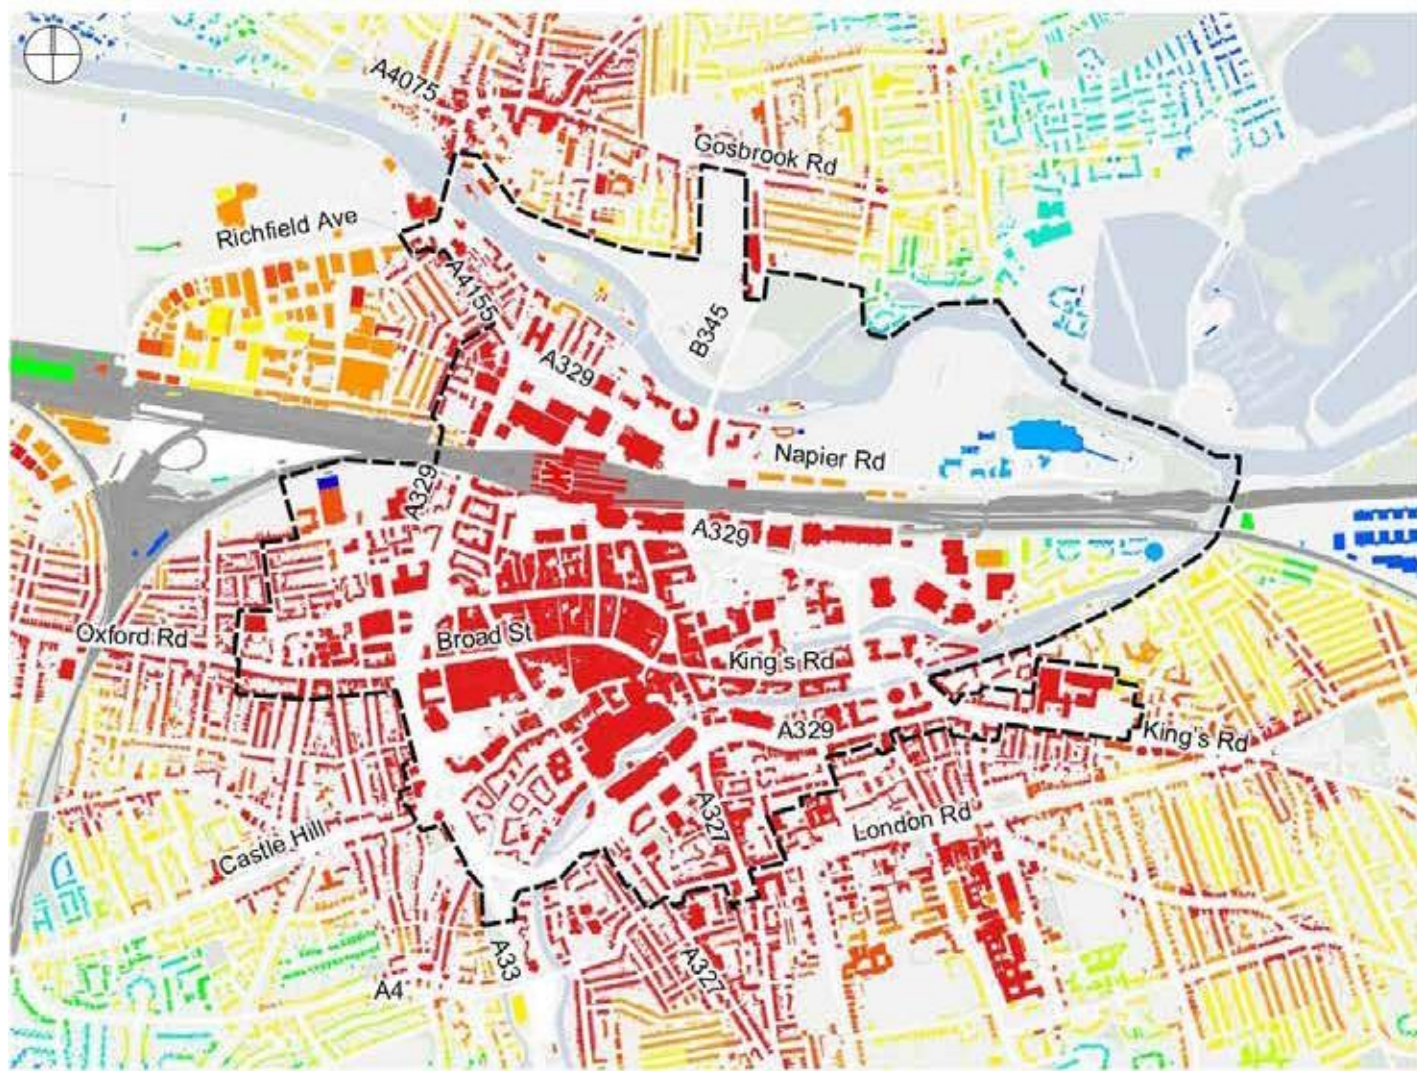 A4075
Gosbrook Rd
Richfield Ave
A4155
B345
A329
Napier Rd
A329
A329
Oxford Rd
Broad St
King's Rd
A329
King's Rd
A327
London Rd
Castle Hill
A33
A327
A4